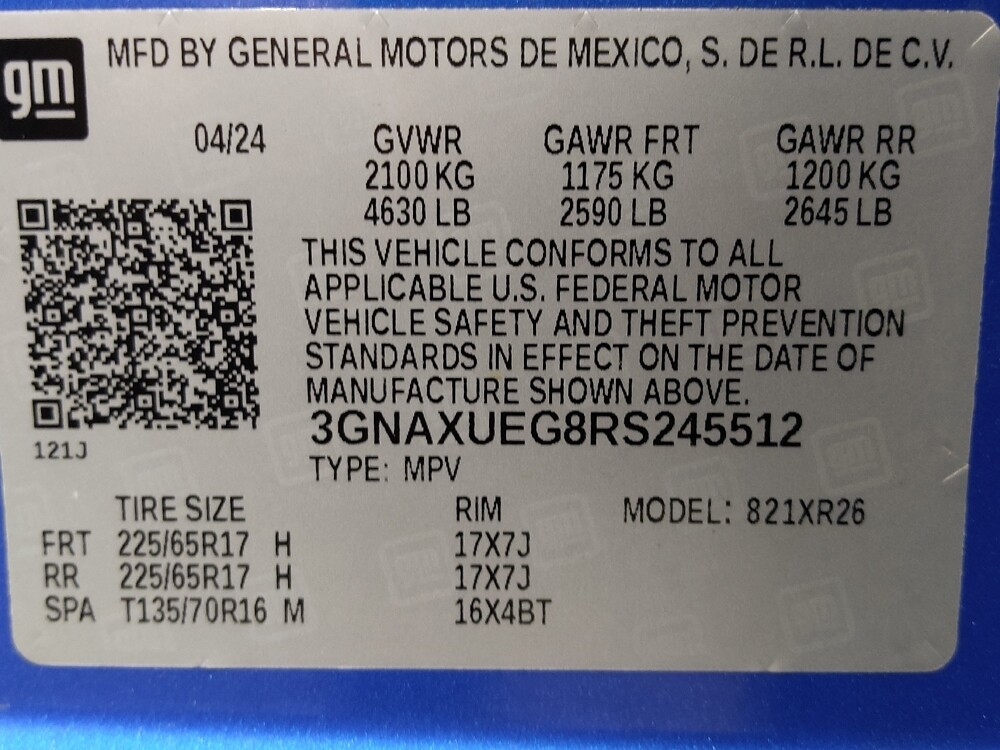 gm
MFD BY GENERAL MOTORS DE MEXICO, S. DE R.L. DE C.V.
04/24 GVWR GAWR FRT GAWR RR
2100 KG 1175 KG 1200 KG
4630 LB 2590 LB 2645 LB
THIS VEHICLE CONFORMS TO ALL
APPLICABLE U.S. FEDERAL MOTOR
VEHICLE SAFETY AND THEFT PREVENTION
STANDARDS IN EFFECT ON THE DATE OF
MANUFACTURE SHOWN ABOVE.
3GNAXUEG8RS245512
121J
TYPE: MPV
TIRE SIZE RIM MODEL: 821XR26
FRT 225/65R17 H 17X7J
RR 225/65R17 H 17X7J
SPA T135/70R16 M 16X4BT